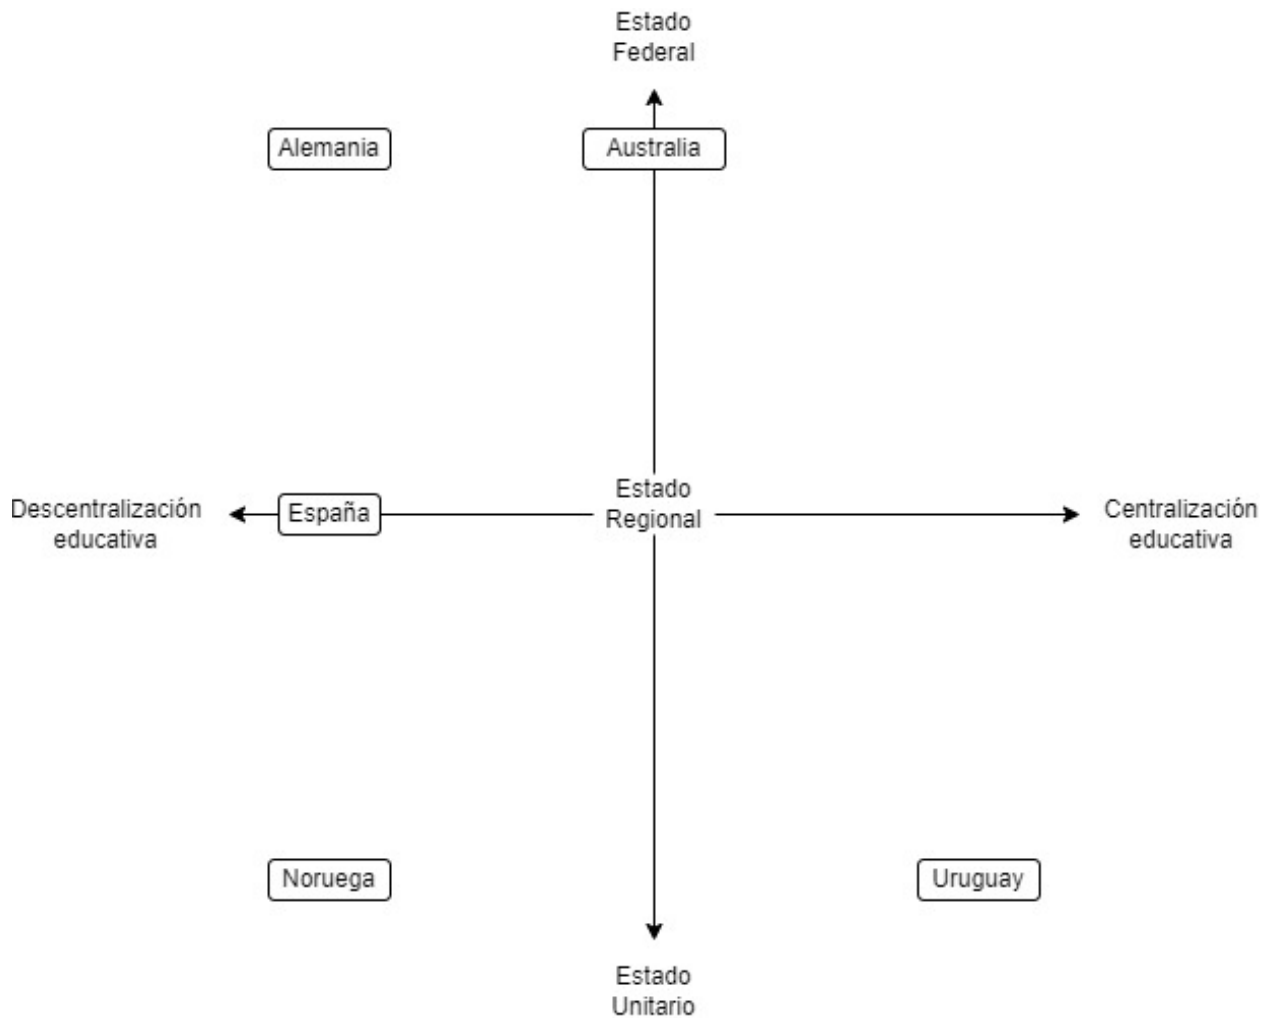 Estado
Federal
Alemania
Australia
Descentralización
educativa
España
Estado
Regional
Centralización
educativa
Noruega
Uruguay
Estado
Unitario